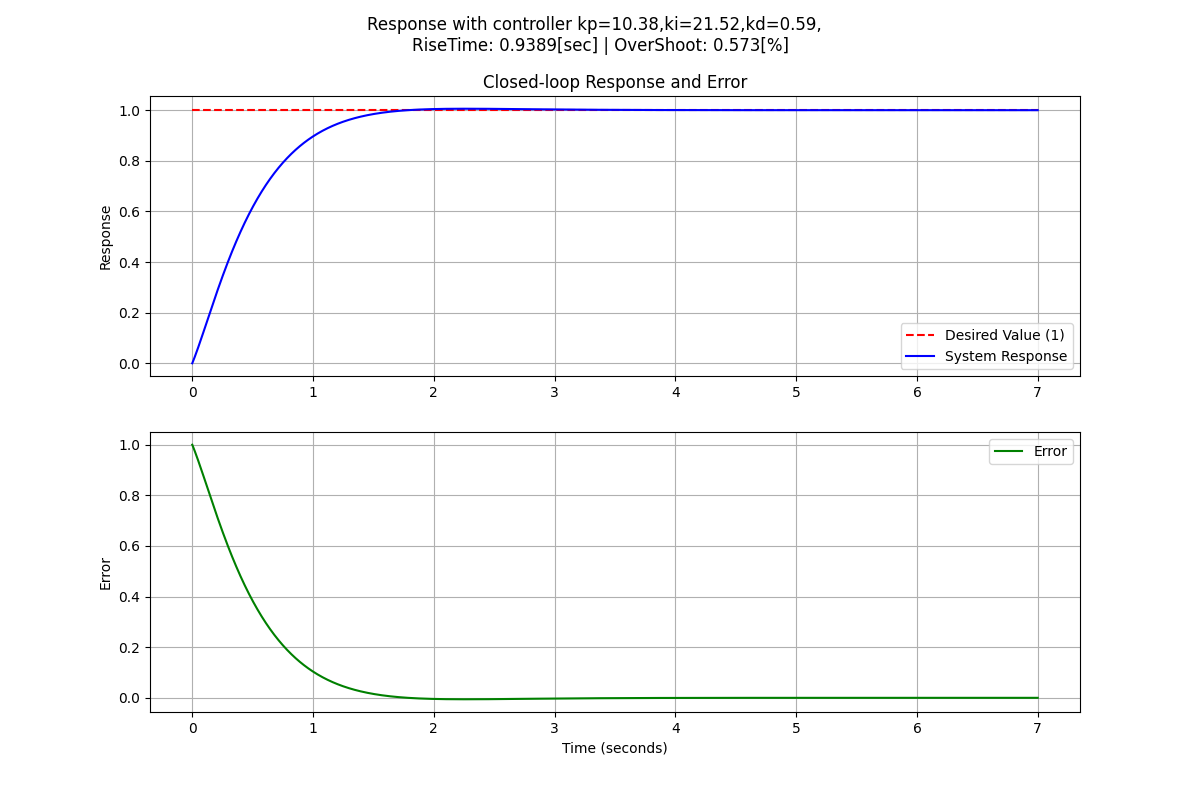 Response with controller kp=10.38,ki=21.52,kd=0.59,
RiseTime: 0.9389[sec] | OverShoot: 0.573[%]
Closed-loop Response and Error
1.0
0.8
0.6
0.4
0.2
0.0
Response
Desired Value (1)
System Response
0 1 2 3 4 5 6 7
1.0
0.8
0.6
0.4
0.2
0.0
Error
Error
0 1 2 3 4 5 6 7
Time (seconds)